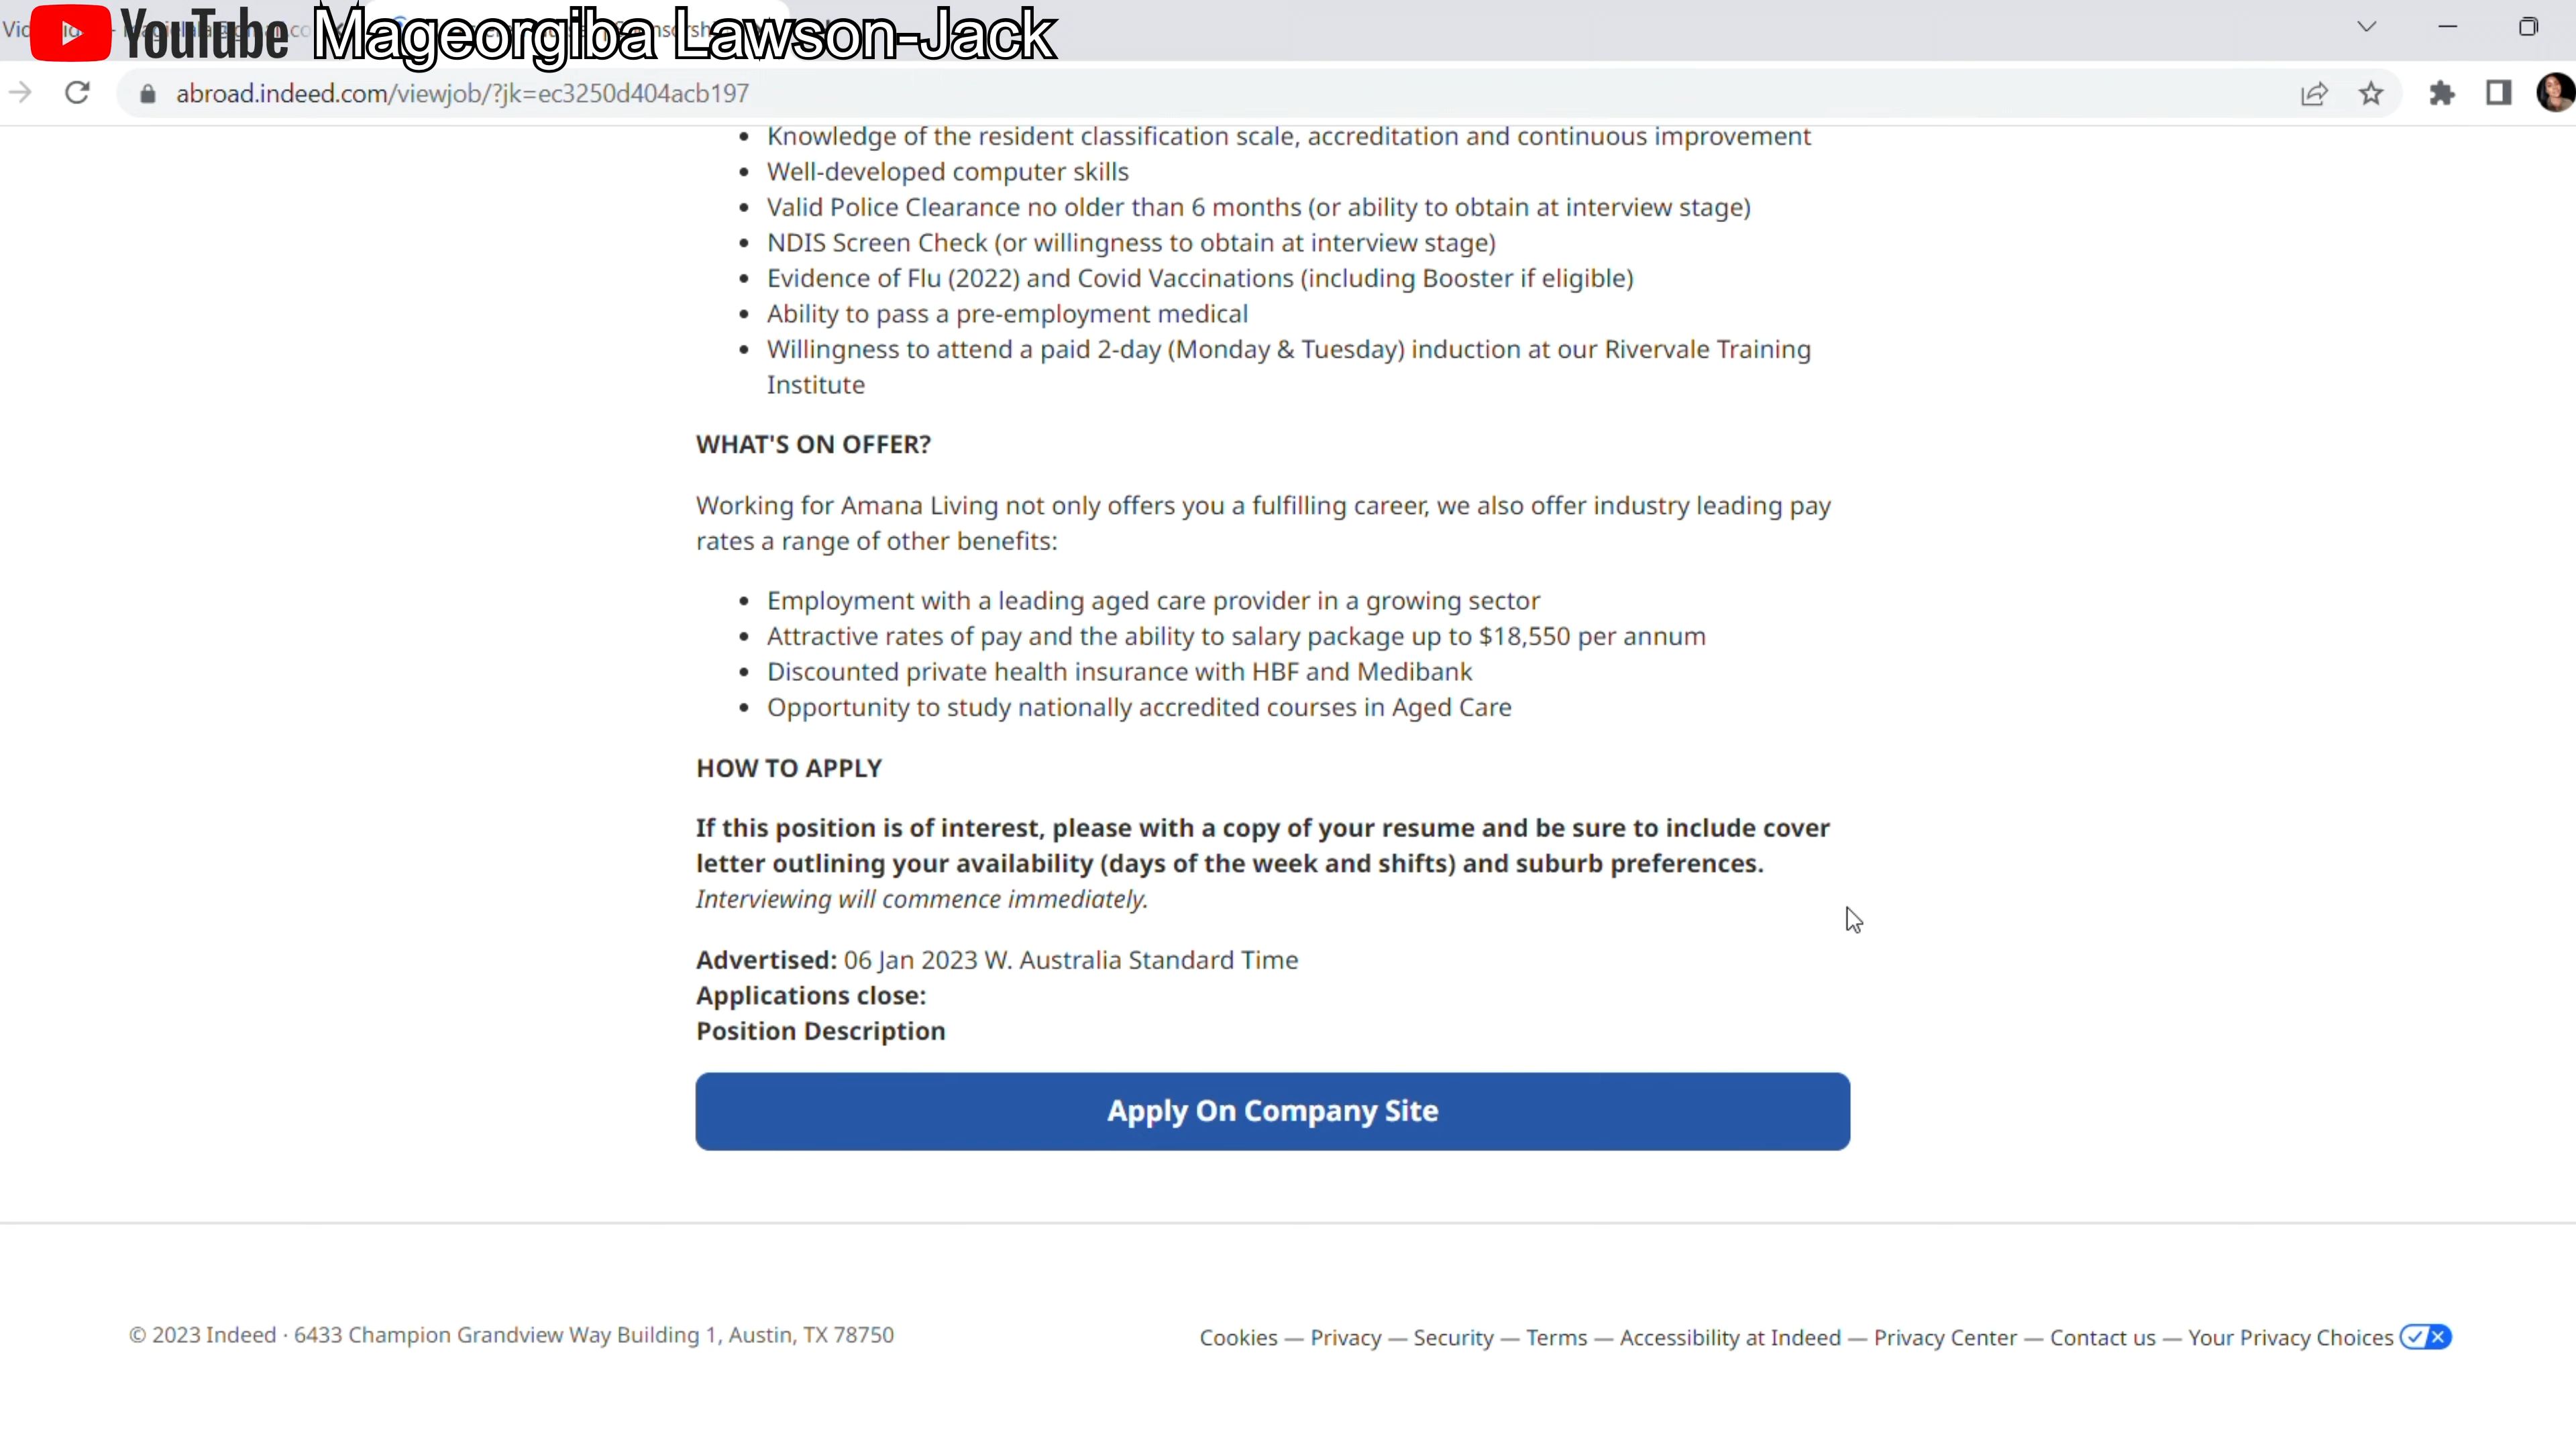 YouTube Mageorgiba Lawson-Jack
abroad.indeed.com/viewjob/?jk=ec3250d404acb197
• Knowledge of the resident classification scale, accreditation and continuous improvement
• Well-developed computer skills
• Valid Police Clearance no older than 6 months (or ability to obtain at interview stage)
• NDIS Screen Check (or willingness to obtain at interview stage)
• Evidence of Flu (2022) and Covid Vaccinations (including Booster if eligible)
• Ability to pass a pre-employment medical
• Willingness to attend a paid 2-day (Monday & Tuesday) induction at our Rivervale Training
Institute
WHAT'S ON OFFER?
Working for Amana Living not only offers you a fulfilling career, we also offer industry leading pay
rates a range of other benefits:
• Employment with a leading aged care provider in a growing sector
• Attractive rates of pay and the ability to salary package up to $18,550 per annum
• Discounted private health insurance with HBF and Medibank
• Opportunity to study nationally accredited courses in Aged Care
HOW TO APPLY
If this position is of interest, please with a copy of your resume and be sure to include cover
letter outlining your availability (days of the week and shifts) and suburb preferences.
Interviewing will commence immediately.
Advertised: 06 Jan 2023 W. Australia Standard Time
Applications close:
Position Description
Apply On Company Site
© 2023 Indeed · 6433 Champion Grandview Way Building 1, Austin, TX 78750
Cookies — Privacy — Security — Terms — Accessibility at Indeed — Privacy Center — Contact us — Your Privacy Choices